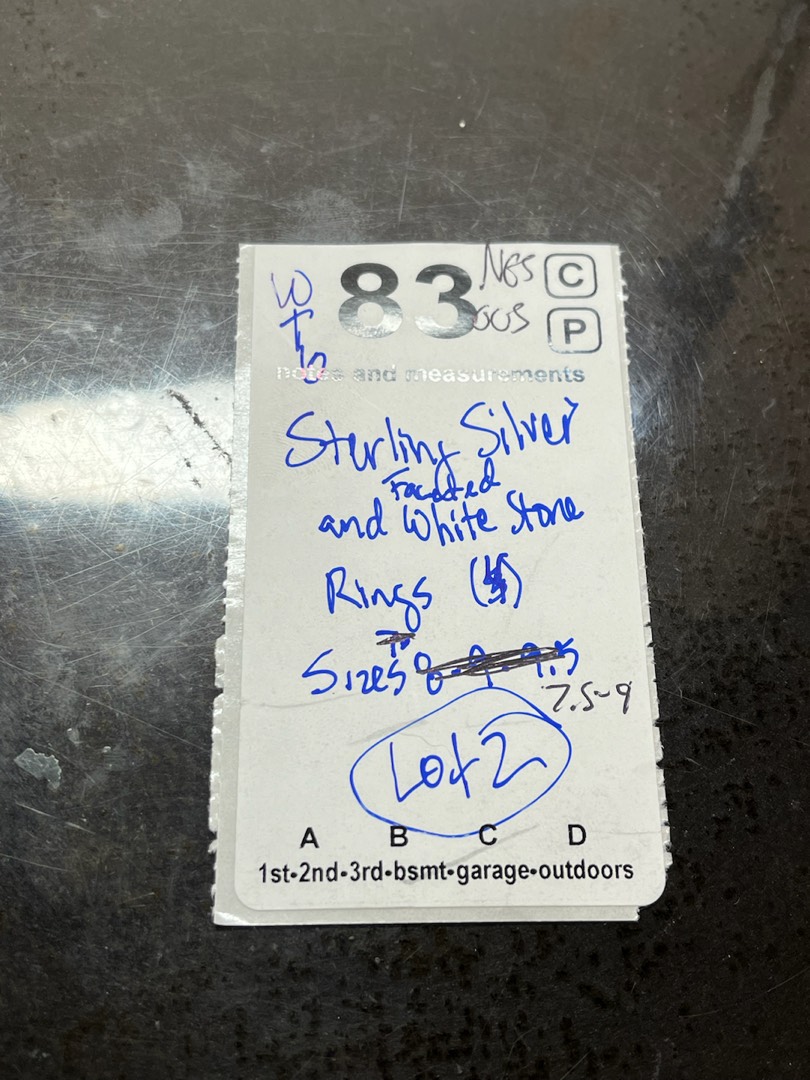 83
C
P
notes and measurements
Sterling Silver
Faceted
and White Stone
Rings
Sizes
7.5-9
Lot 2
A B C D
1st•2nd•3rd•bsmt•garage•outdoors